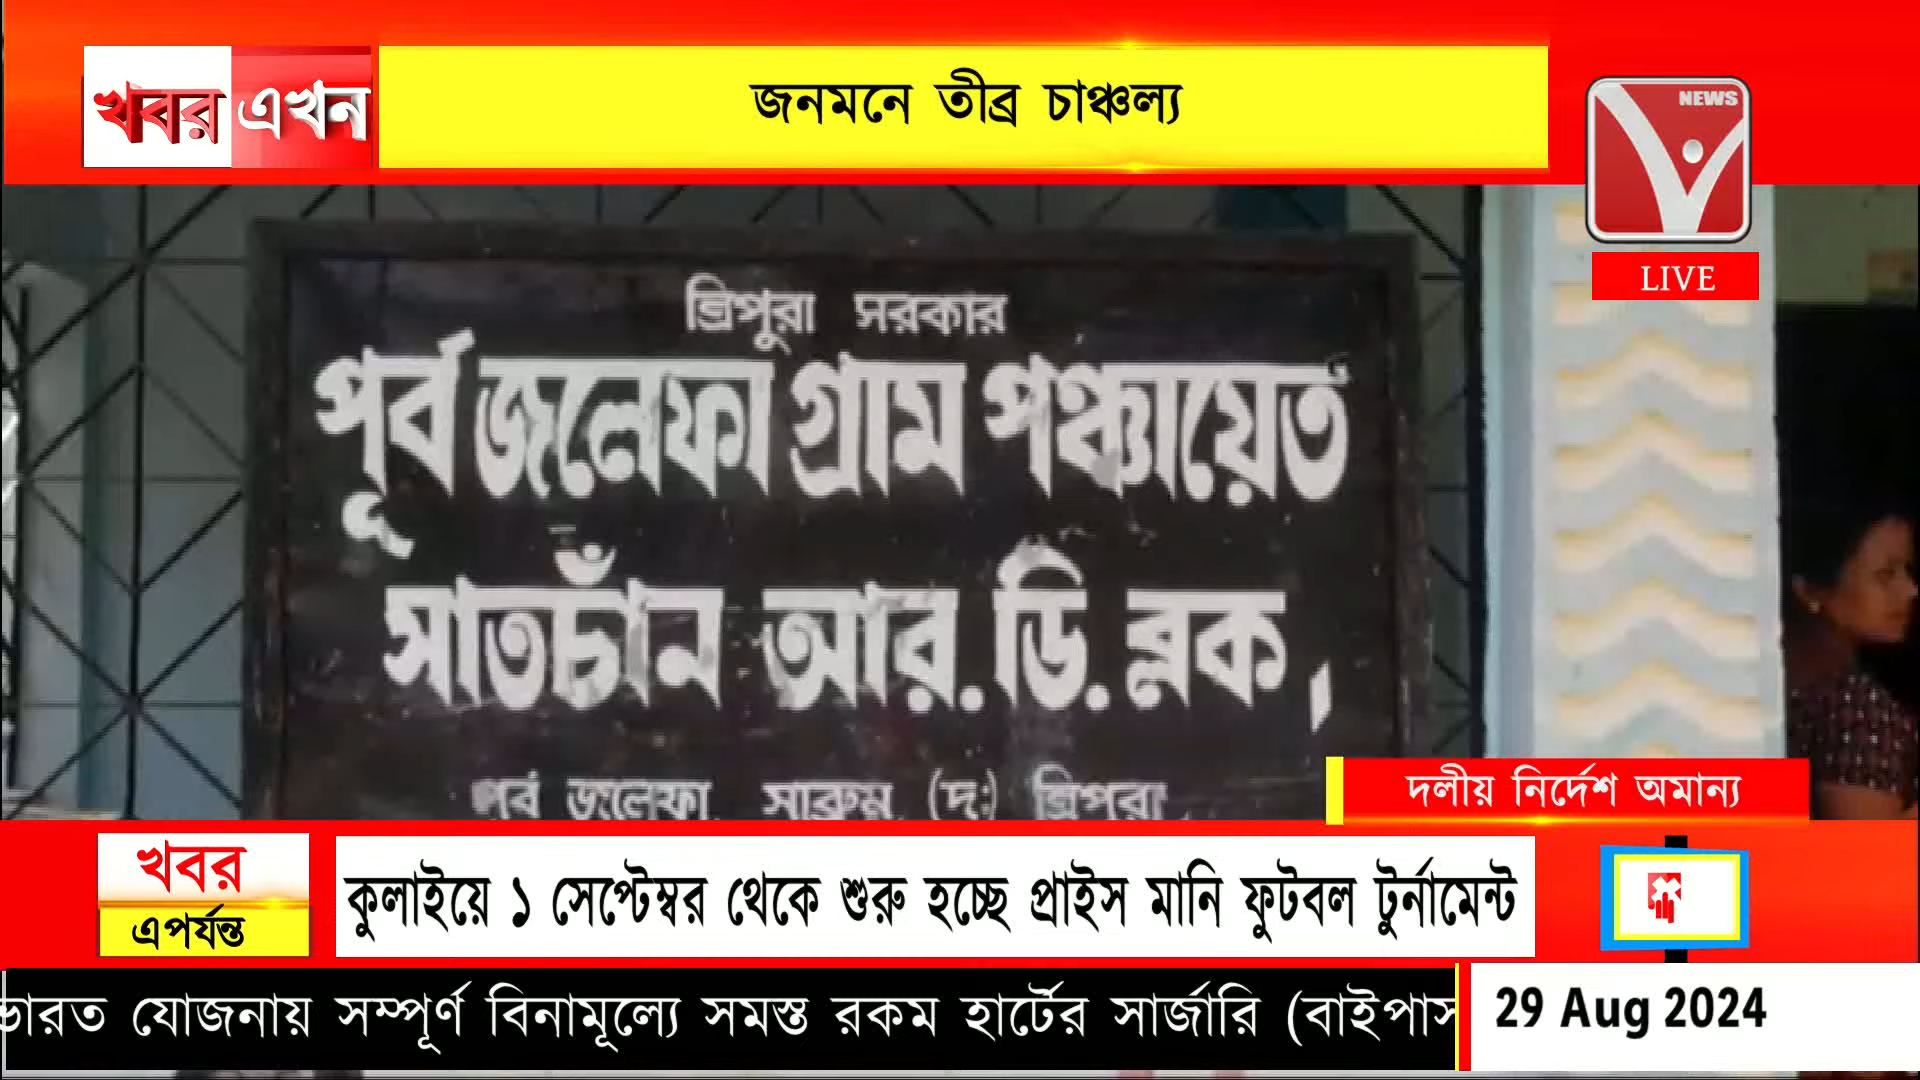 খবর এখন
জনমনে তীব্র চাঞ্চল্য
NEWS
LIVE
ত্রিপুরা সরকার
পূর্ব জলেফা গ্রাম পঞ্চায়েত
সাতচাঁন আর.ডি.ব্লক,
পূর্ব জলেফা, সাব্রুম, (দ:) ত্রিপুরা,
দলীয় নির্দেশ অমান্য
খবর
এপর্যন্ত
কুলাইয়ে ১ সেপ্টেম্বর থেকে শুরু হচ্ছে প্রাইস মানি ফুটবল টুর্নামেন্ট
ভারত যোজনায় সম্পূর্ণ বিনামূল্যে সমস্ত রকম হার্টের সার্জারি (বাইপাস
29 Aug 2024